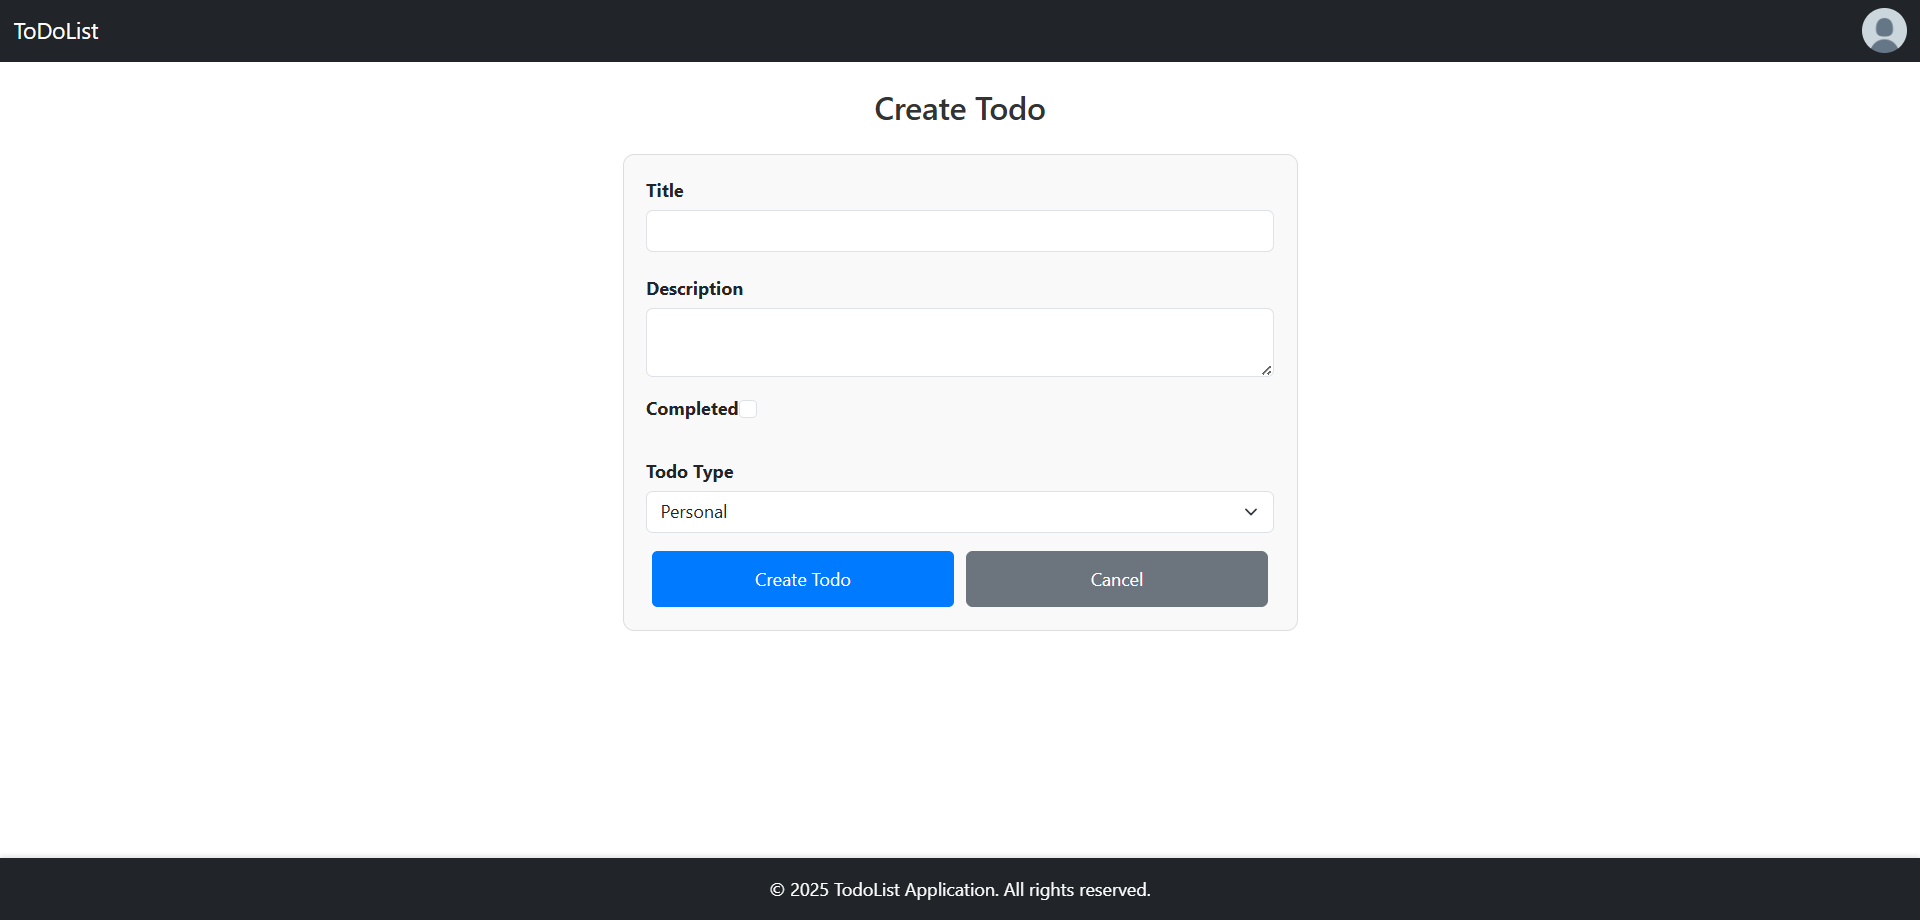 ToDoList
Create Todo
Title
Description
Completed
Todo Type
Personal
Create Todo
Cancel
© 2025 TodoList Application. All rights reserved.